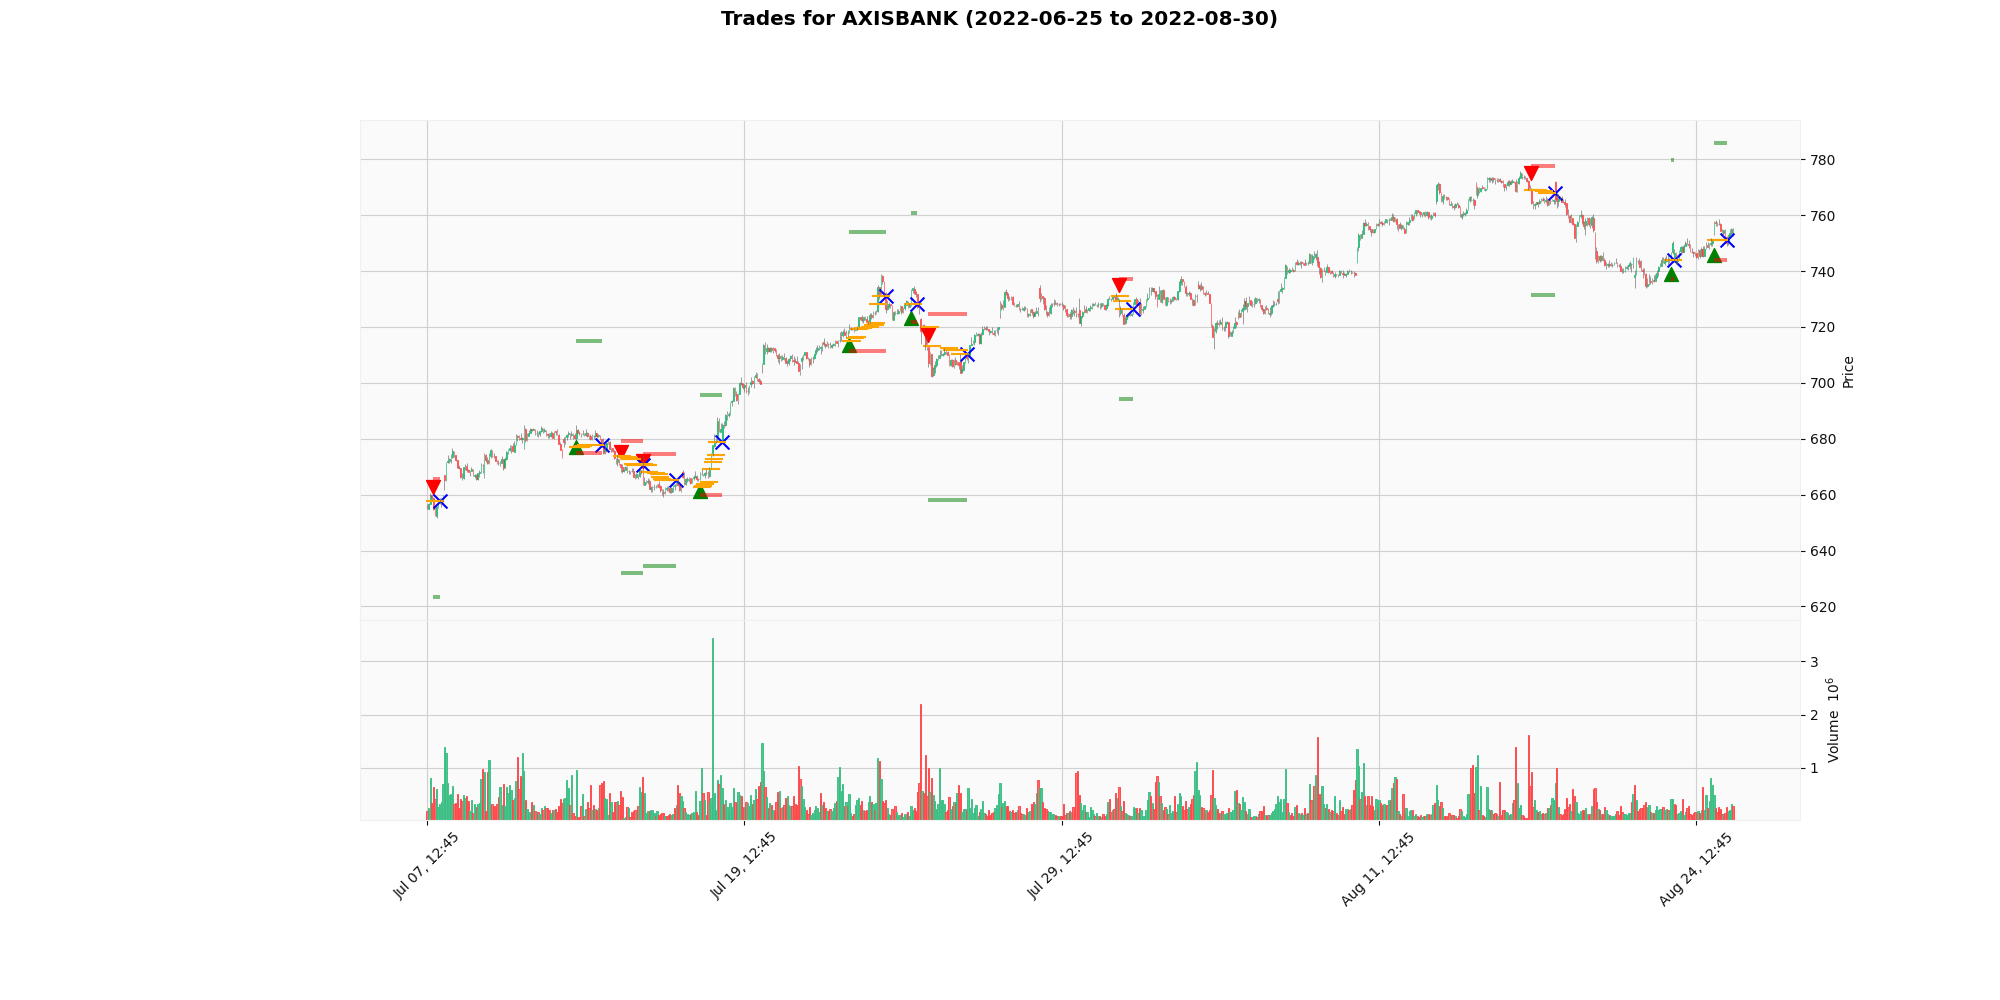 Trades for AXISBANK (2022-06-25 to 2022-08-30)
780
760
740
720
700
680
660
640
620
Price
3
2
1
Volume 10⁶
Jul 07, 12:45
Jul 19, 12:45
Jul 29, 12:45
Aug 11, 12:45
Aug 24, 12:45